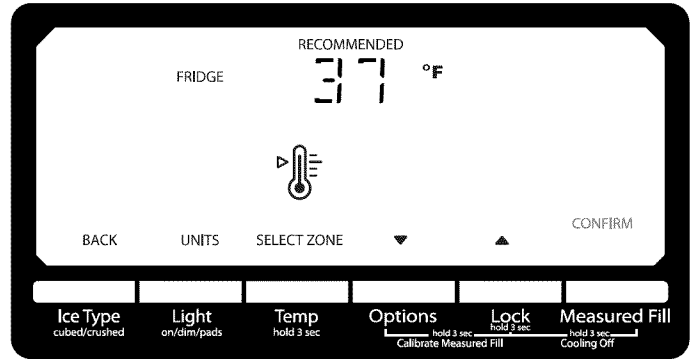 RECOMMENDED
FRIDGE 37 °F
BACK UNITS SELECT ZONE CONFIRM
Ice Type Light Temp Options Lock Measured Fill
cubed/crushed on/dim/pads hold 3 sec hold 3 sec hold 3 sec hold 3 sec
Calibrate Measured Fill Cooling Off